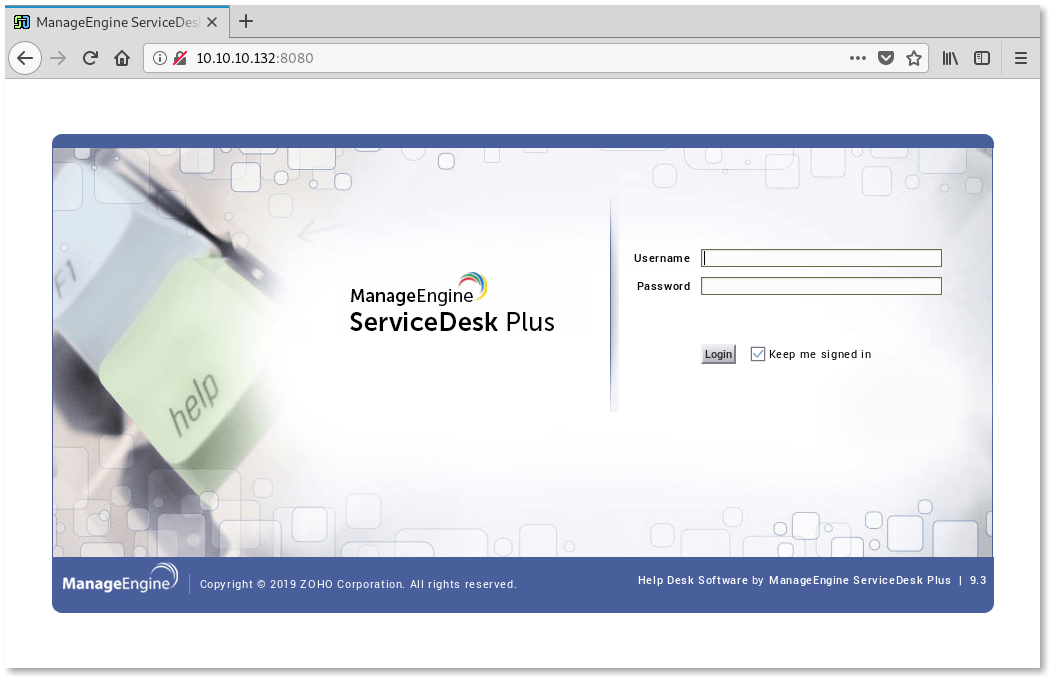 ManageEngine ServiceDes
10.10.10.132:8080
F1
help
ManageEngine
ServiceDesk Plus
Username
Password
Login
Keep me signed in
ManageEngine
Copyright © 2019 ZOHO Corporation. All rights reserved.
Help Desk Software by ManageEngine ServiceDesk Plus | 9.3